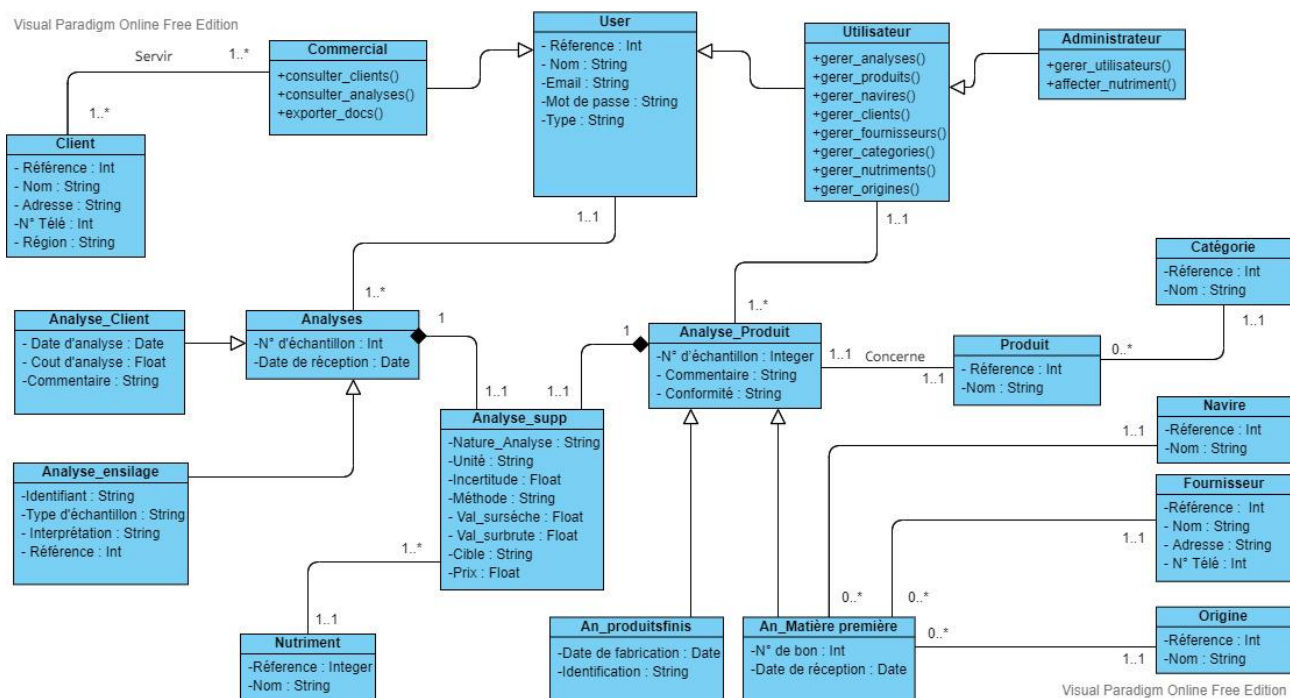 Visual Paradigm Online Free Edition
Servir
1..*
1..*
Commercial
+consulter_clients()
+consulter_analyses()
+exporter_docs()
User
- Réference : Int
- Nom : String
-Email : String
-Mot de passe : String
-Type : String
Utilisateur
+gerer_analyses()
+gerer_produits()
+gerer_navires()
+gerer_clients()
+gerer_fournisseurs()
+gerer_categories()
+gerer_nutriments()
+gerer_origines()
Administrateur
+gerer_utilisateurs()
+affecter_nutriment()
Client
- Référence : Int
- Nom : String
- Adresse : String
-N° Télé : Int
- Région : String
1..1
1..*
1..1
1..*
Catégorie
-Réference : Int
-Nom : String
1..1
0..*
Analyse_Client
- Date d'analyse : Date
- Cout d'analyse : Float
-Commentaire : String
Analyses
-N° d'échantillon : Int
-Date de réception : Date
1
1..1
1
1..1
Analyse_Produit
-N° d'échantillon : Integer
- Commentaire : String
- Conformité : String
1..1
Concerne
1..1
Produit
- Réference : Int
-Nom : String
Analyse_ensilage
-Identifiant : String
-Type d'échantillon : String
- Interprétation : String
- Référence : Int
Analyse_supp
-Nature_Analyse : String
-Unité : String
-Incertitude : Float
-Méthode : String
- Val_sursèche : Float
- Val_surbrute : Float
-Cible : String
-Prix : Float
1..*
1..1
Navire
-Réference : Int
-Nom : String
1..1
Fournisseur
-Référence : Int
- Nom : String
- Adresse : String
- N° Télé : Int
1..1
0..*
0..*
0..*
1..1
Nutriment
-Réference : Integer
-Nom : String
An_produitsfinis
-Date de fabrication : Date
-Identification : String
An_Matière première
-N° de bon : Int
-Date de réception : Date
Origine
-Réference : Int
-Nom : String
Visual Paradigm Online Free Edition